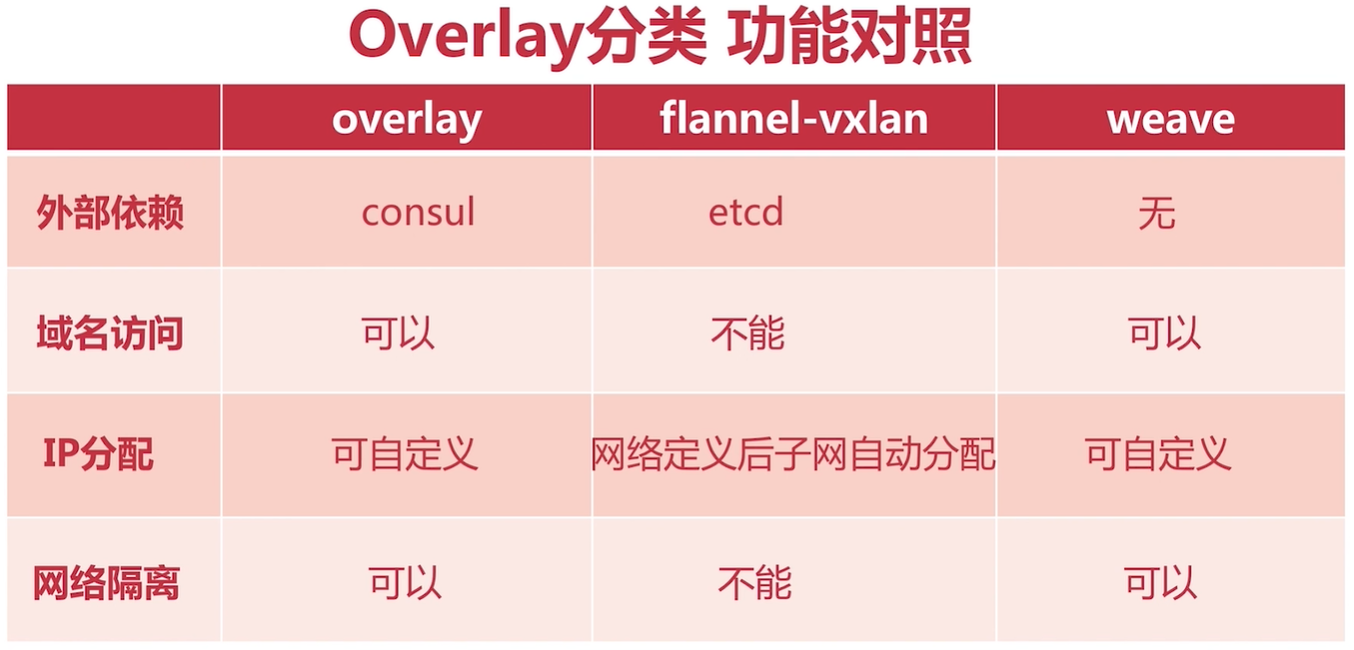 Overlay分类 功能对照
overlay flannel-vxlan weave
外部依赖 consul etcd 无
域名访问 可以 不能 可以
IP分配 可自定义 网络定义后子网自动分配 可自定义
网络隔离 可以 不能 可以